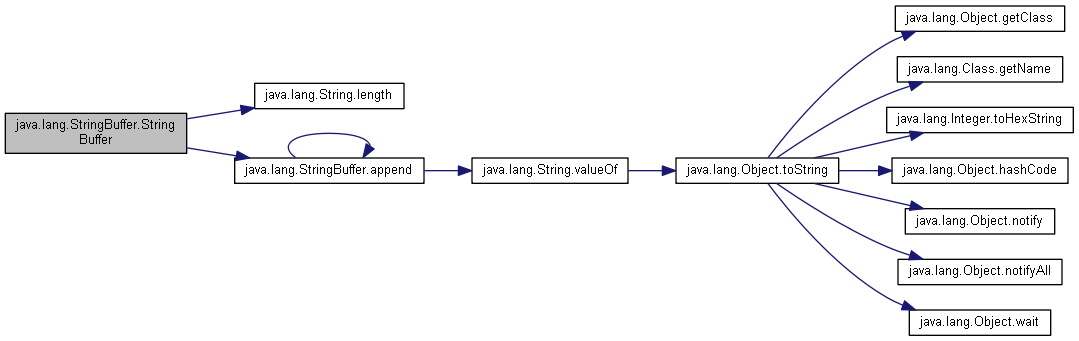 java.lang.StringBuffer.String
Buffer
java.lang.String.length
java.lang.StringBuffer.append
java.lang.String.valueOf
java.lang.Object.toString
java.lang.Object.getClass
java.lang.Class.getName
java.lang.Integer.toHexString
java.lang.Object.hashCode
java.lang.Object.notify
java.lang.Object.notifyAll
java.lang.Object.wait